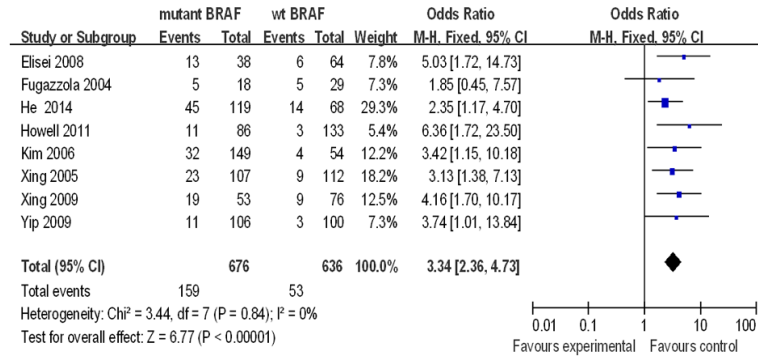 mutant BRAF wt BRAF Odds Ratio Odds Ratio
Study or Subgroup Events Total Events Total Weight M-H. Fixed. 95% CI M-H. Fixed. 95% CI
Elisei 2008 13 38 6 64 7.8% 5.03 [1.72, 14.73]
Fugazzola 2004 5 18 5 29 7.3% 1.85 [0.45, 7.57]
He 2014 45 119 14 68 29.3% 2.35 [1.17, 4.70]
Howell 2011 11 86 3 133 5.4% 6.36 [1.72, 23.50]
Kim 2006 32 149 4 54 12.2% 3.42 [1.15, 10.18]
Xing 2005 23 107 9 112 18.2% 3.13 [1.38, 7.13]
Xing 2009 19 53 9 76 12.5% 4.16 [1.70, 10.17]
Yip 2009 11 106 3 100 7.3% 3.74 [1.01, 13.84]
Total (95% CI) 676 636 100.0% 3.34 [2.36, 4.73]
Total events 159 53
Heterogeneity: Chi² = 3.44, df = 7 (P = 0.84); I² = 0%
Test for overall effect: Z = 6.77 (P < 0.00001)
0.01 0.1 1 10 100
Favours experimental Favours control